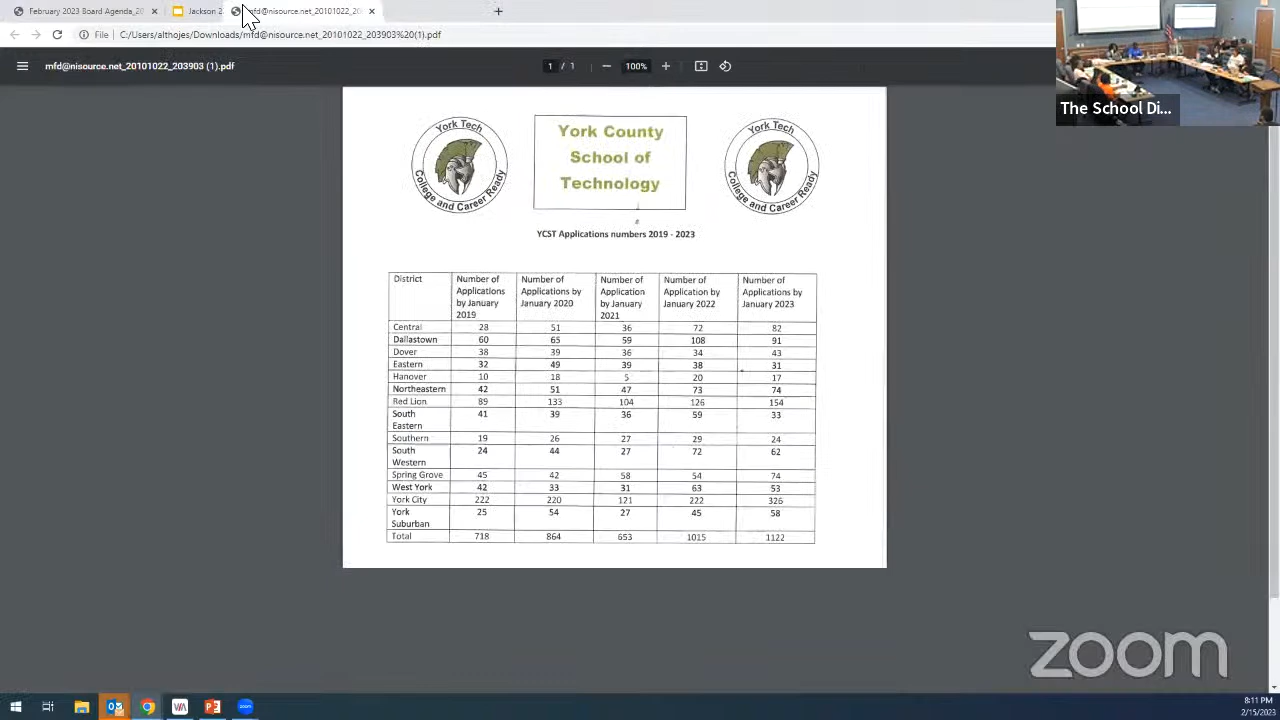 February 2023 Board Agenda_20
Jackson 2
mfd@nisource.net_20101022_20
File | C:/Users/althojes/Downloads/mfd@nisource.net_20101022_203903%20(1).pdf
mfd@nisource.net_20101022_203903 (1).pdf
1 / 1
100%
The School Di...
York Tech
College and Career Ready
York County
School of
Technology
York Tech
College and Career Ready
YCST Applications numbers 2019 - 2023
District
Number of
Applications
by January
2019
Number of
Applications by
January 2020
Number of
Application
by January
2021
Number of
Application by
January 2022
Number of
Applications by
January 2023
Central 28 51 36 72 82
Dallastown 60 65 59 108 91
Dover 38 39 36 34 43
Eastern 32 49 39 38 31
Hanover 10 18 5 20 17
Northeastern 42 51 47 73 74
Red Lion 89 133 104 126 154
South
Eastern 41 39 36 59 33
Southern 19 26 27 29 24
South
Western 24 44 27 72 62
Spring Grove 45 42 58 54 74
West York 42 33 31 63 53
York City 222 220 121 222 326
York
Suburban 25 54 27 45 58
Total 718 864 653 1015 1122
zoom
8:11 PM
2/15/2023